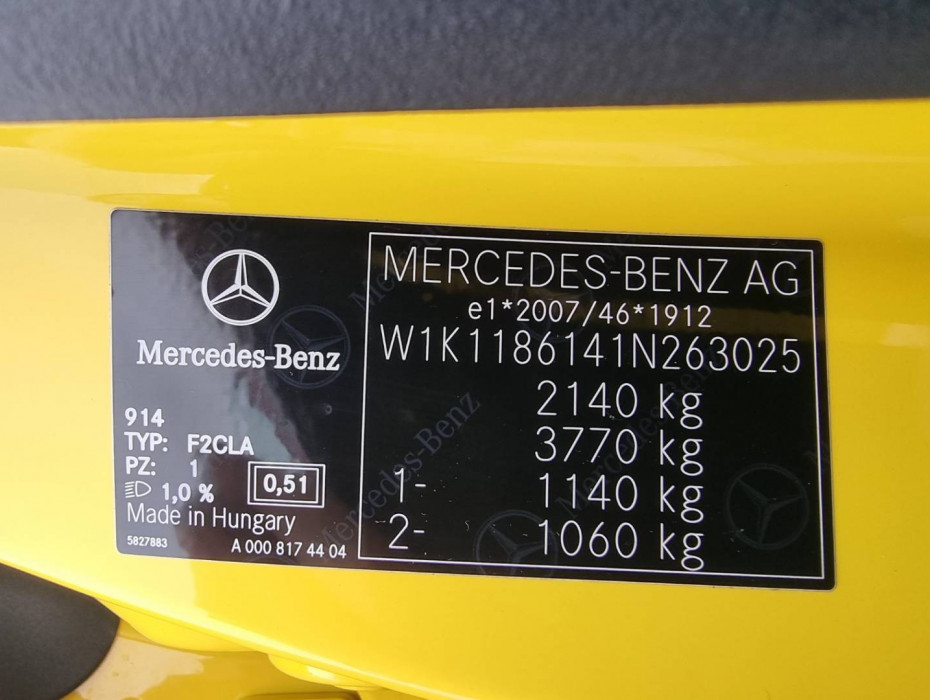 Mercedes-Benz
914
TYP: F2CLA
PZ: 1
1,0 %
0,51
Made in Hungary
5827883
A 000 817 44 04
MERCEDES-BENZ AG
e1*2007/46*1912
W1K1186141N263025
2140 kg
3770 kg
1- 1140 kg
2- 1060 kg